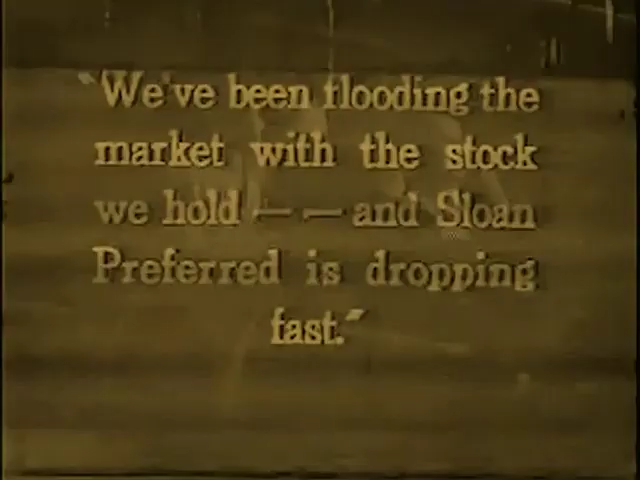 "We've been flooding the
market with the stock
we hold — — and Sloan
Preferred is dropping
fast."